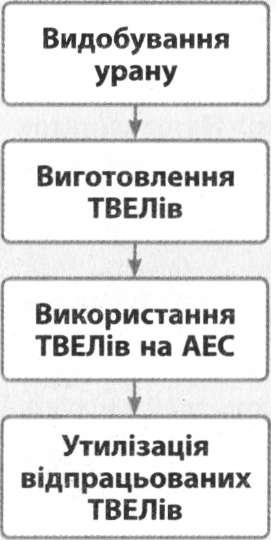 Видобування
урану
Виготовлення
ТВЕЛів
Використання
ТВЕЛів на АЕС
Утилізація
відпрацьованих
ТВЕЛів